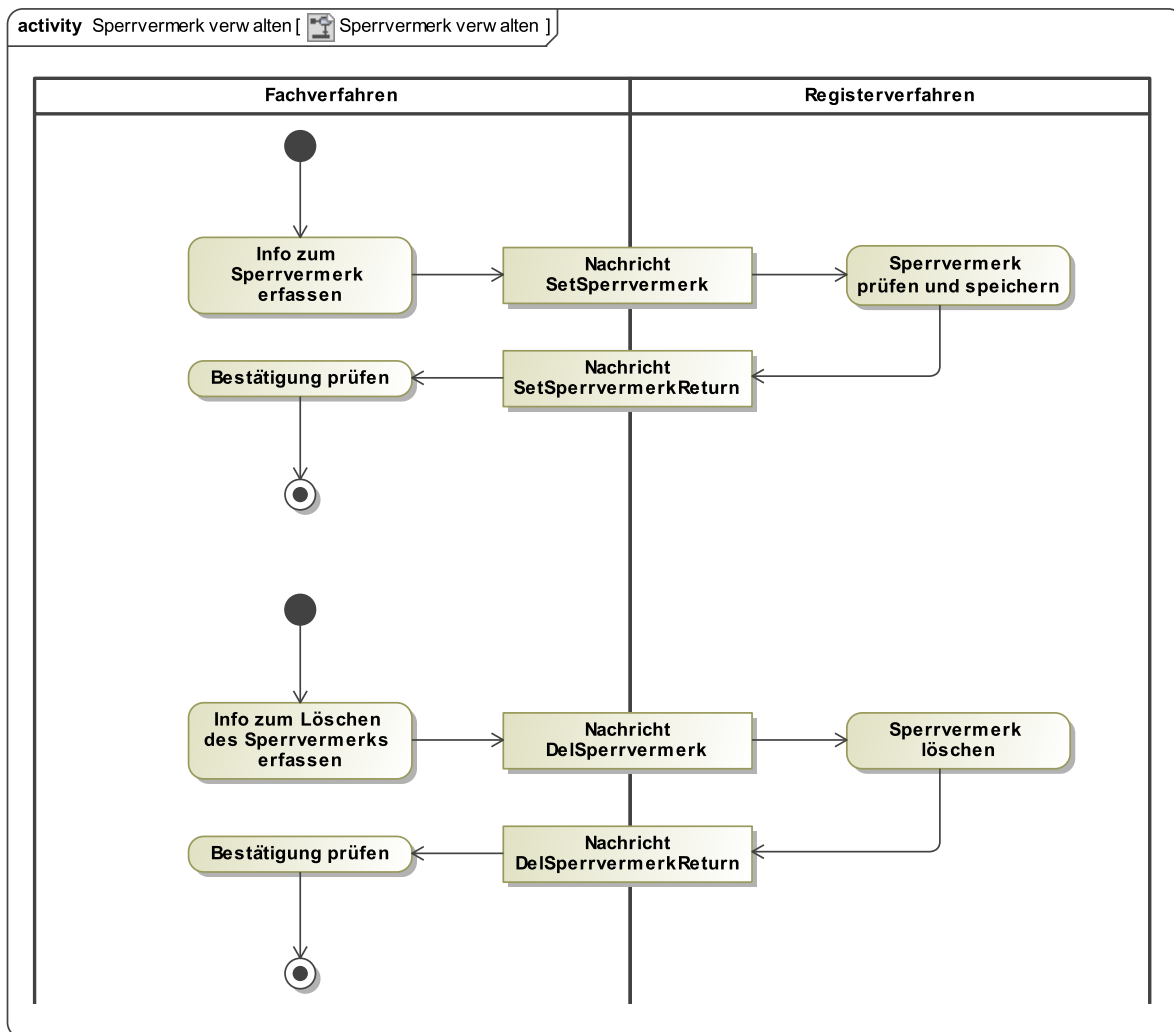 activity Sperrvermerk verwalten [ Sperrvermerk verwalten ]
Fachverfahren
Registerverfahren
Info zum
Sperrvermerk
erfassen
Nachricht
SetSperrvermerk
Sperrvermerk
prüfen und speichern
Bestätigung prüfen
Nachricht
SetSperrvermerkReturn
Info zum Löschen
des Sperrvermerks
erfassen
Nachricht
DelSperrvermerk
Sperrvermerk
löschen
Bestätigung prüfen
Nachricht
DelSperrvermerkReturn